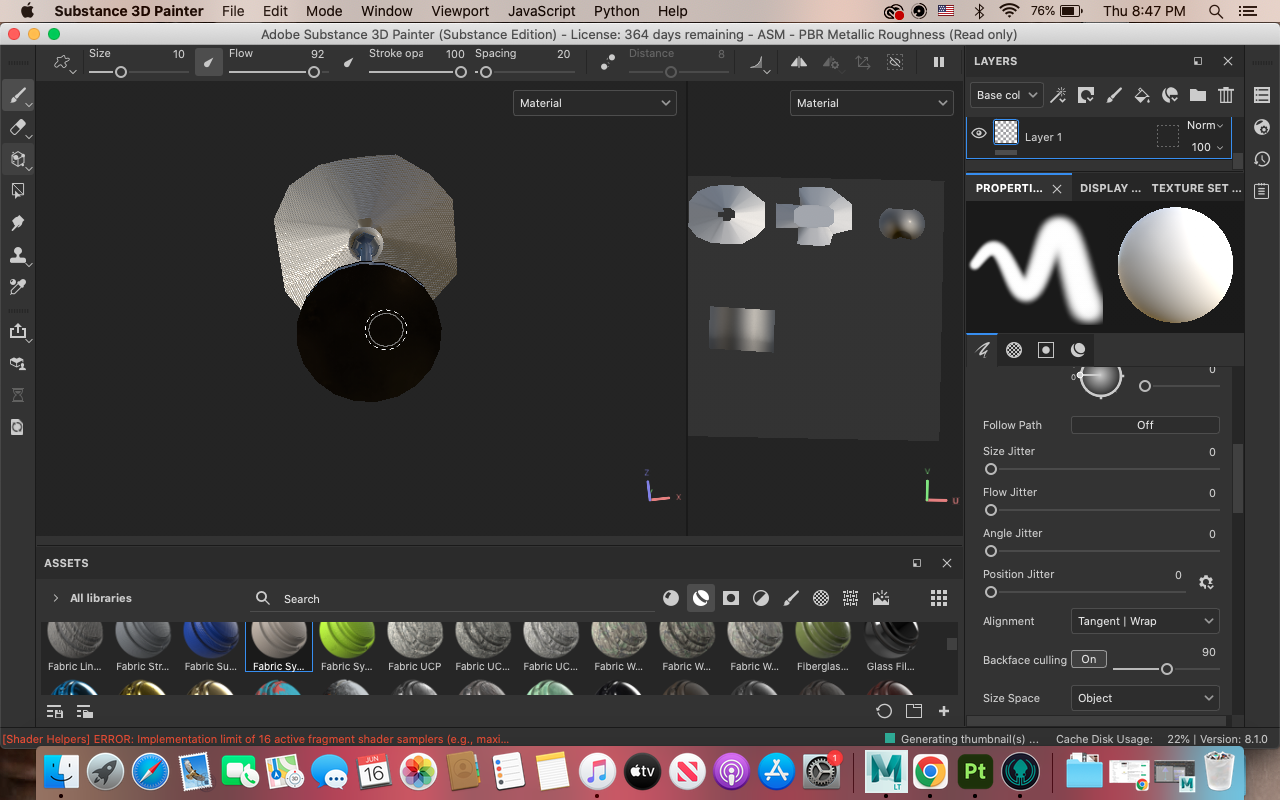 Substance 3D Painter File Edit Mode Window Viewport JavaScript Python Help 76% Thu 8:47 PM
Adobe Substance 3D Painter (Substance Edition) - License: 364 days remaining - ASM - PBR Metallic Roughness (Read only)
Size 10 Flow 92 Stroke opa 100 Spacing 20 Distance 8
LAYERS
Base col
Material Material
Layer 1 Norm
100
PROPERTI... DISPLAY ... TEXTURE SET ...
0 0
Follow Path Off
Size Jitter 0
Flow Jitter 0
Angle Jitter 0
Position Jitter 0
Alignment Tangent | Wrap
Backface culling On 90
Size Space Object
Z X
V U
ASSETS
All libraries Search
Fabric Lin... Fabric Str... Fabric Su... Fabric Sy... Fabric Sy... Fabric UCP Fabric UC... Fabric UC... Fabric W... Fabric W... Fabric W... Fiberglas... Glass Fil...
[Shader Helpers] ERROR: Implementation limit of 16 active fragment shader samplers (e.g., maxi... Generating thumbnail(s) ... Cache Disk Usage: 22% | Version: 8.1.0
JUN
16
tv
1
M
LT
Pt